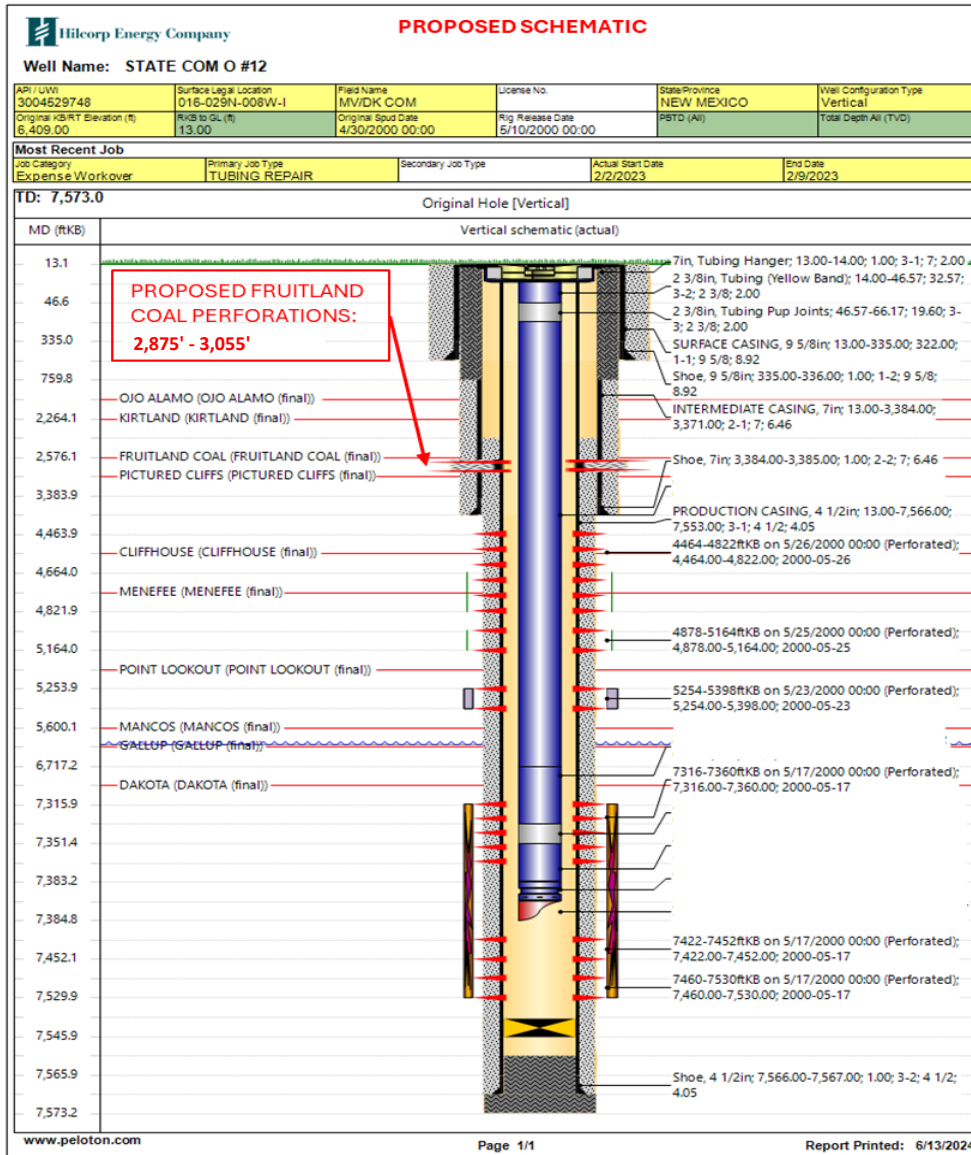 Hilcorp Energy Company
PROPOSED SCHEMATIC
Well Name: STATE COM O #12
API / UWI
3004529748
Surface Legal Location
016-029N-008W-I
Field Name
MV/DK COM
License No.
State/Province
NEW MEXICO
Well Configuration Type
Vertical
Original KB/RT Elevation (ft)
6,409.00
RKB to GL (ft)
13.00
Original Spud Date
4/30/2000 00:00
Rig Release Date
5/10/2000 00:00
PBTD (All)
Total Depth All (TVD)
Most Recent Job
Job Category
Expense Workover
Primary Job Type
TUBING REPAIR
Secondary Job Type
Actual Start Date
2/2/2023
End Date
2/9/2023
TD: 7,573.0
Original Hole [Vertical]
MD (ftKB)
Vertical schematic (actual)
13.1
46.6
335.0
759.8
2,264.1
2,576.1
3,383.9
4,463.9
4,664.0
4,821.9
5,164.0
5,253.9
5,600.1
6,717.2
7,315.9
7,351.4
7,383.2
7,384.8
7,452.1
7,529.9
7,545.9
7,565.9
7,573.2
PROPOSED FRUITLAND
COAL PERFORATIONS:
2,875' - 3,055'
OJO ALAMO (OJO ALAMO (final))
KIRTLAND (KIRTLAND (final))
FRUITLAND COAL (FRUITLAND COAL (final))
PICTURED CLIFFS (PICTURED CLIFFS (final))
CLIFFHOUSE (CLIFFHOUSE (final))
MENEFEE (MENEFEE (final))
POINT LOOKOUT (POINT LOOKOUT (final))
MANCOS (MANCOS (final))
GALLUP (GALLUP (final))
DAKOTA (DAKOTA (final))
7in, Tubing Hanger; 13.00-14.00; 1.00; 3-1; 7; 2.00
2 3/8in, Tubing (Yellow Band); 14.00-46.57; 32.57;
3-2; 2 3/8; 2.00
2 3/8in, Tubing Pup Joints; 46.57-66.17; 19.60; 3-
3; 2 3/8; 2.00
SURFACE CASING, 9 5/8in; 13.00-335.00; 322.00;
1-1; 9 5/8; 8.92
Shoe, 9 5/8in; 335.00-336.00; 1.00; 1-2; 9 5/8;
8.92
INTERMEDIATE CASING, 7in; 13.00-3,384.00;
3,371.00; 2-1; 7; 6.46
Shoe, 7in; 3,384.00-3,385.00; 1.00; 2-2; 7; 6.46
PRODUCTION CASING, 4 1/2in; 13.00-7,566.00;
7,553.00; 3-1; 4 1/2; 4.05
4464-4822ftKB on 5/26/2000 00:00 (Perforated);
4,464.00-4,822.00; 2000-05-26
4878-5164ftKB on 5/25/2000 00:00 (Perforated);
4,878.00-5,164.00; 2000-05-25
5254-5398ftKB on 5/23/2000 00:00 (Perforated);
5,254.00-5,398.00; 2000-05-23
7316-7360ftKB on 5/17/2000 00:00 (Perforated);
7,316.00-7,360.00; 2000-05-17
7422-7452ftKB on 5/17/2000 00:00 (Perforated);
7,422.00-7,452.00; 2000-05-17
7460-7530ftKB on 5/17/2000 00:00 (Perforated);
7,460.00-7,530.00; 2000-05-17
Shoe, 4 1/2in; 7,566.00-7,567.00; 1.00; 3-2; 4 1/2;
4.05
www.peloton.com
Page 1/1
Report Printed: 6/13/2024